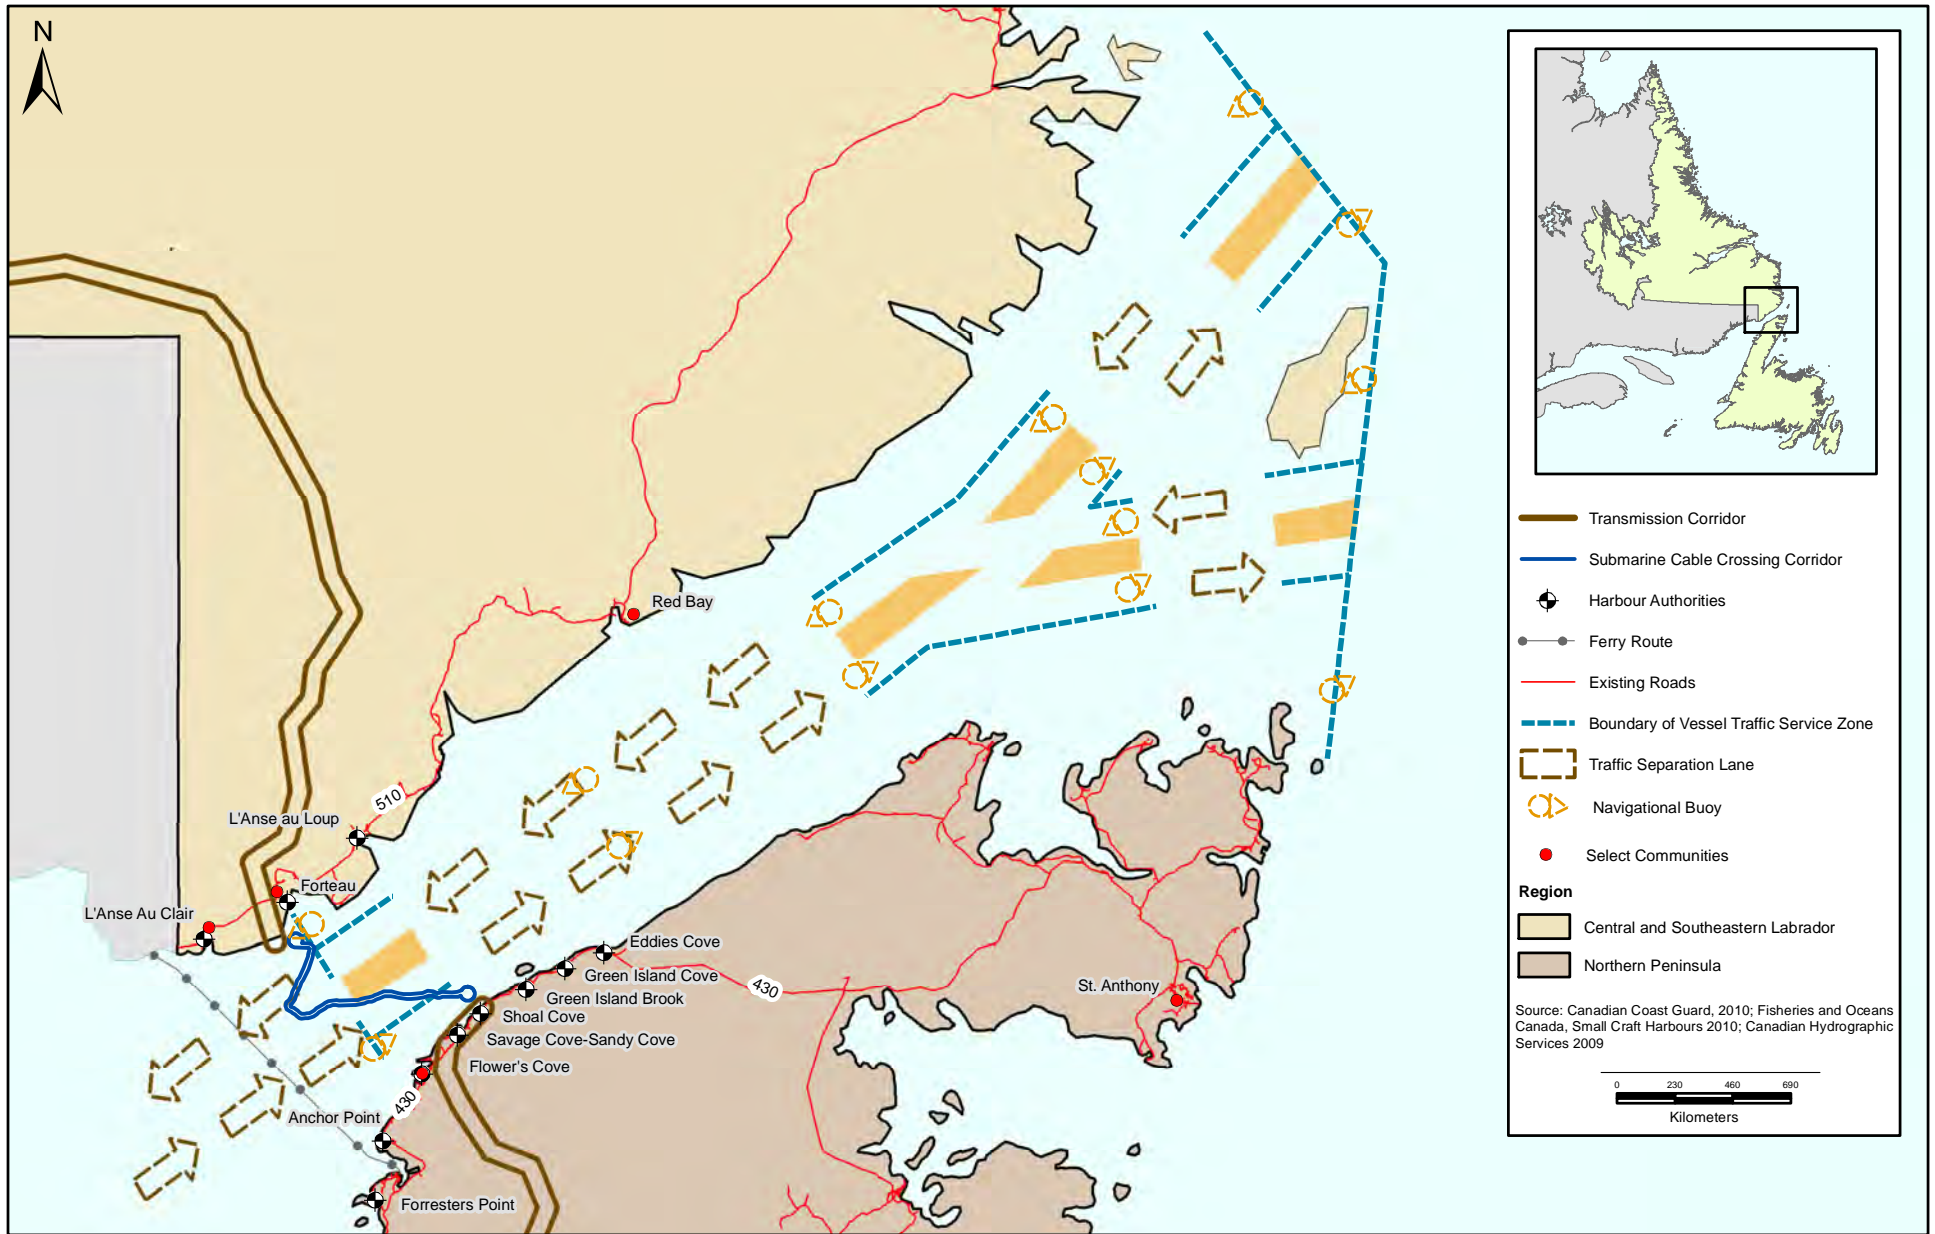 N
510
Red Bay
L'Anse au Loup
Forteau
L'Anse Au Clair
Eddies Cove
Green Island Cove
430
Green Island Brook
St. Anthony
Shoal Cove
Savage Cove-Sandy Cove
Flower's Cove
430
Anchor Point
Forresters Point
Transmission Corridor
Submarine Cable Crossing Corridor
Harbour Authorities
Ferry Route
Existing Roads
Boundary of Vessel Traffic Service Zone
Traffic Separation Lane
Navigational Buoy
Select Communities
Region
Central and Southeastern Labrador
Northern Peninsula
Source: Canadian Coast Guard, 2010; Fisheries and Oceans
Canada, Small Craft Harbours 2010; Canadian Hydrographic
Services 2009
0 230 460 690
Kilometers